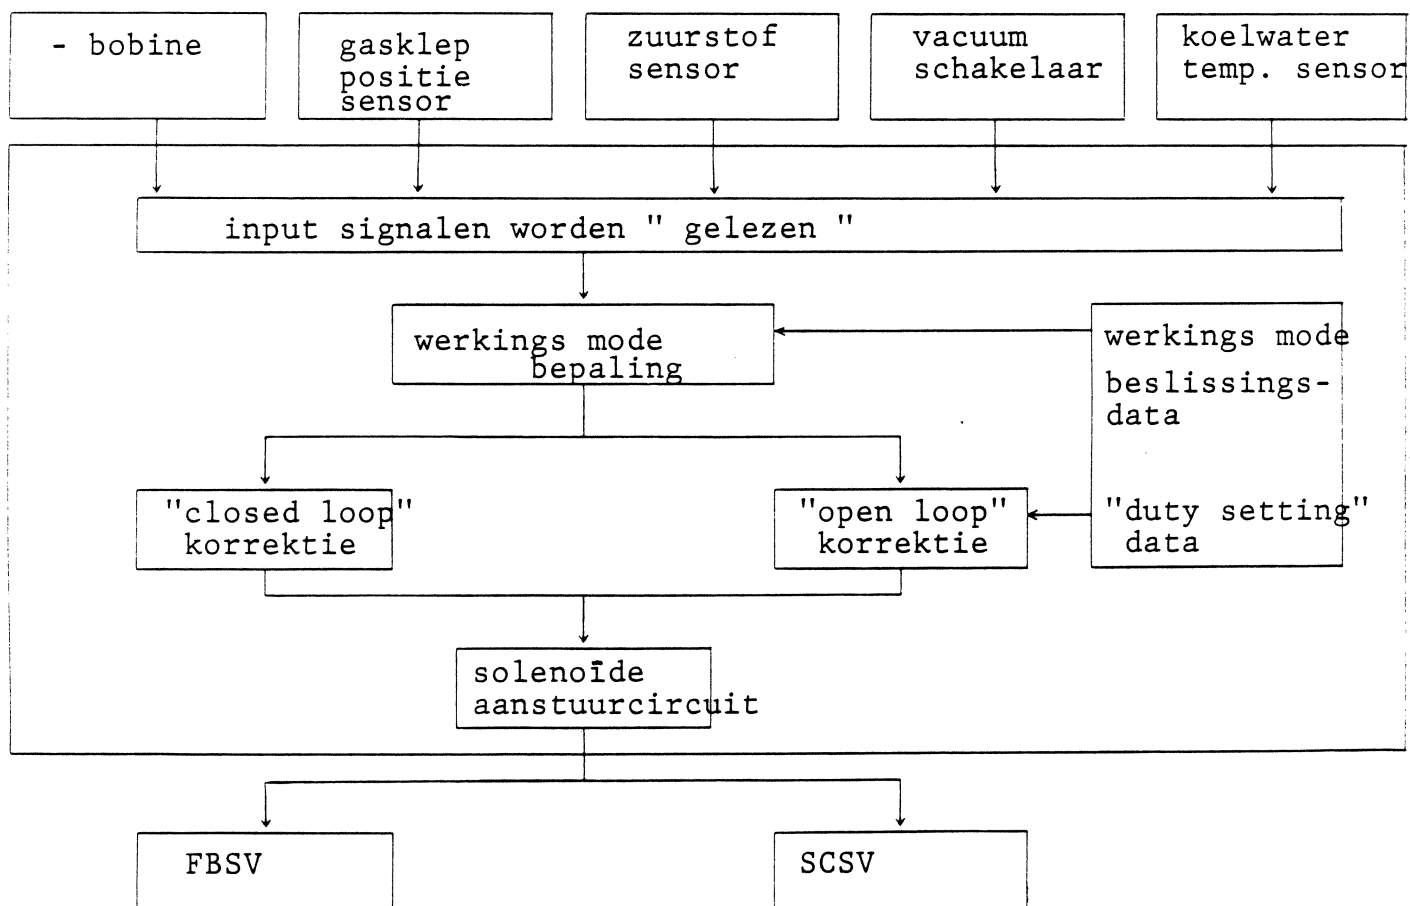 - bobine
gasklep
positie
sensor
zuurstof
sensor
vacuum
schakelaar
koelwater
temp. sensor
input signalen worden " gelezen "
werkings mode
bepaling
werkings mode
beslissings-
data
"closed loop"
korrektie
"open loop"
korrektie
"duty setting"
data
solenoïde
aanstuurcircuit
FBSV
SCSV